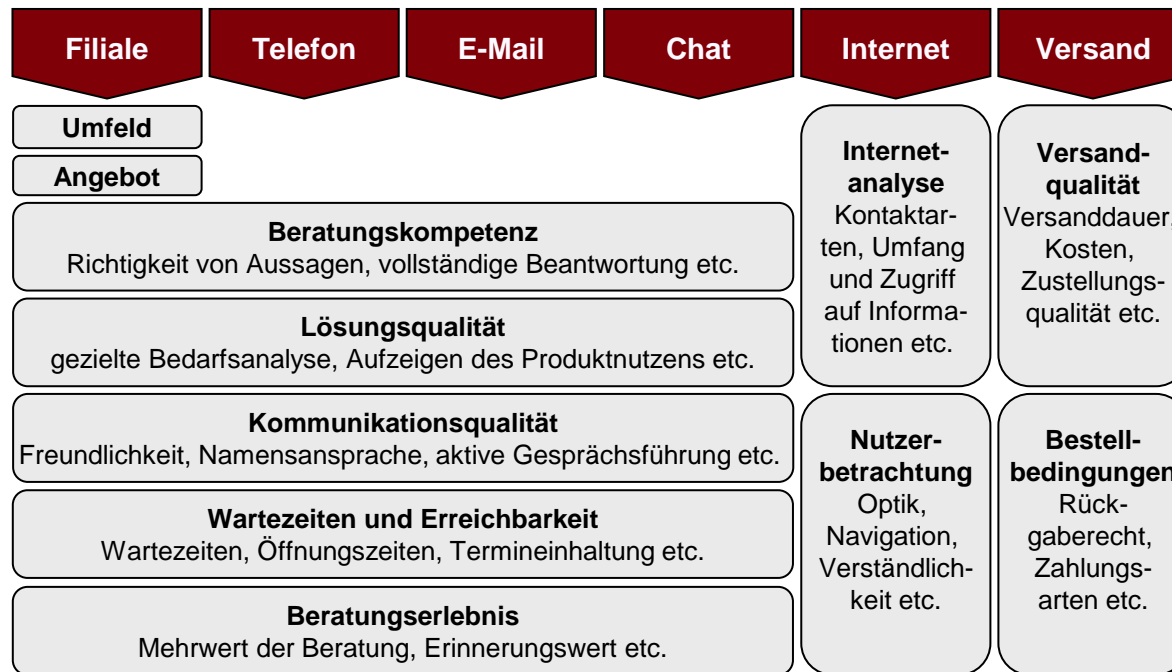 Filiale
Telefon
E-Mail
Chat
Internet
Versand
Umfeld
Angebot
Beratungskompetenz
Richtigkeit von Aussagen, vollständige Beantwortung etc.
Lösungsqualität
gezielte Bedarfsanalyse, Aufzeigen des Produktnutzens etc.
Kommunikationsqualität
Freundlichkeit, Namensansprache, aktive Gesprächsführung etc.
Wartezeiten und Erreichbarkeit
Wartezeiten, Öffnungszeiten, Termineinhaltung etc.
Beratungserlebnis
Mehrwert der Beratung, Erinnerungswert etc.
Internet-
analyse
Kontaktar-
ten, Umfang
und Zugriff
auf Informa-
tionen etc.
Nutzer-
betrachtung
Optik,
Navigation,
Verständlich-
keit etc.
Versand-
qualität
Versanddauer,
Kosten,
Zustellungs-
qualität etc.
Bestell-
bedingungen
Rück-
gaberecht,
Zahlungs-
arten etc.